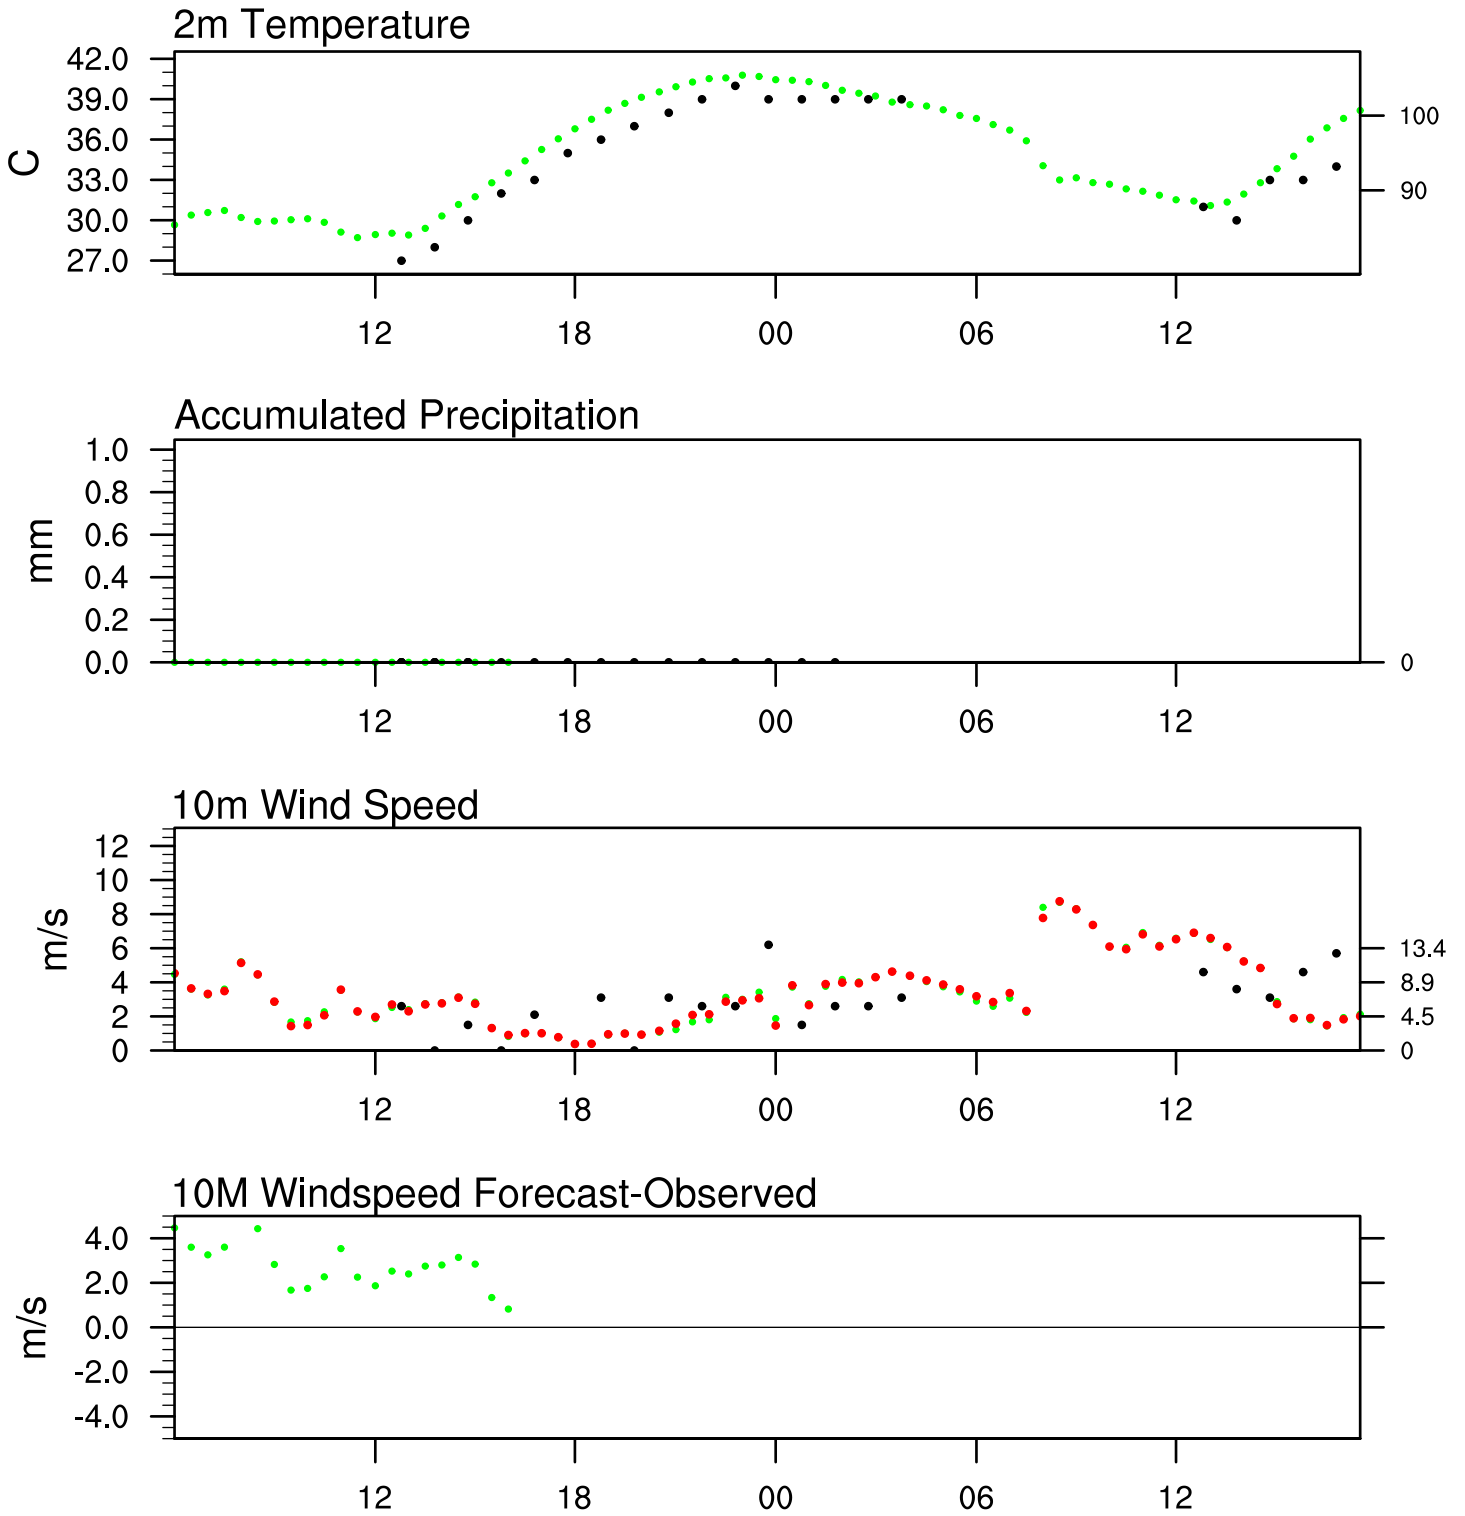 2m Temperature
42.0
39.0
36.0
33.0
30.0
27.0
C
100
90
12 18 00 06 12
Accumulated Precipitation
1.0
0.8
0.6
0.4
0.2
0.0
mm
0
12 18 00 06 12
10m Wind Speed
12
10
8
6
4
2
0
m/s
13.4
8.9
4.5
0
12 18 00 06 12
10M Windspeed Forecast-Observed
4.0
2.0
0.0
-2.0
-4.0
m/s
12 18 00 06 12